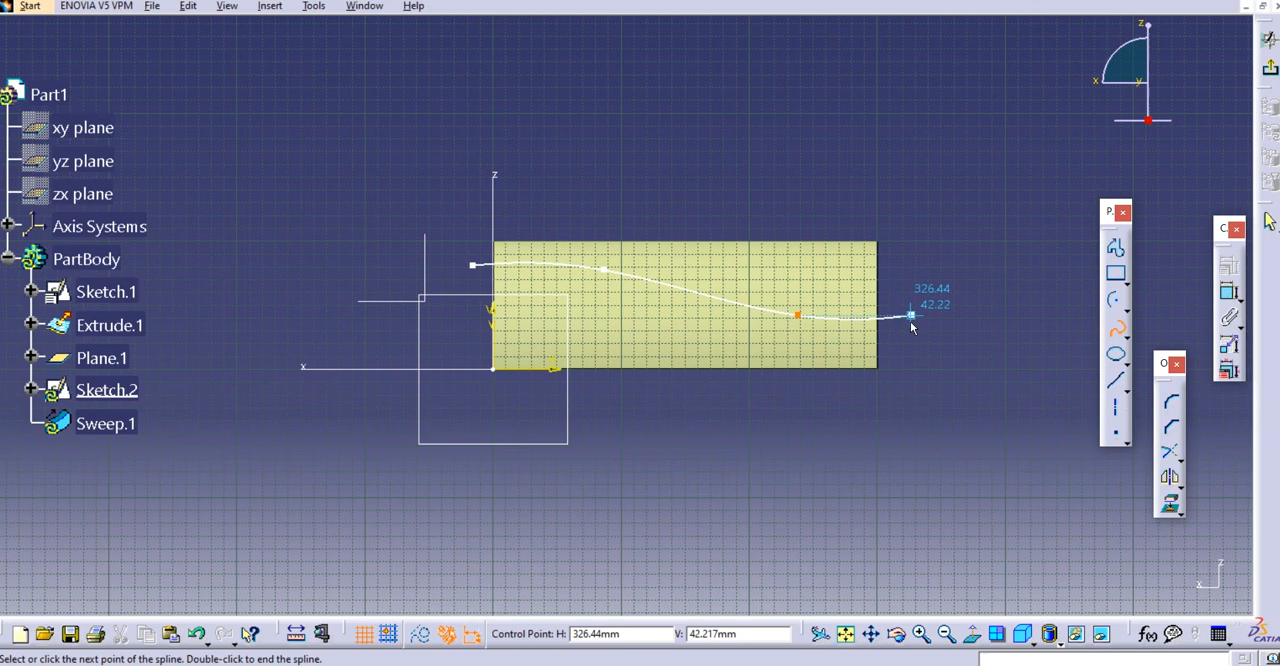 Start ENOVIA V5 VPM File Edit View Insert Tools Window Help
Part1
xy plane
yz plane
zx plane
Axis Systems
PartBody
Sketch.1
Extrude.1
Plane.1
Sketch.2
Sweep.1
z
x
z
x
y
326.44
42.22
P.
C.
O
z
x
Control Point: H: 326.44mm V: 42.217mm
f(x)
CATIA
Select or click the next point of the spline. Double-click to end the spline.